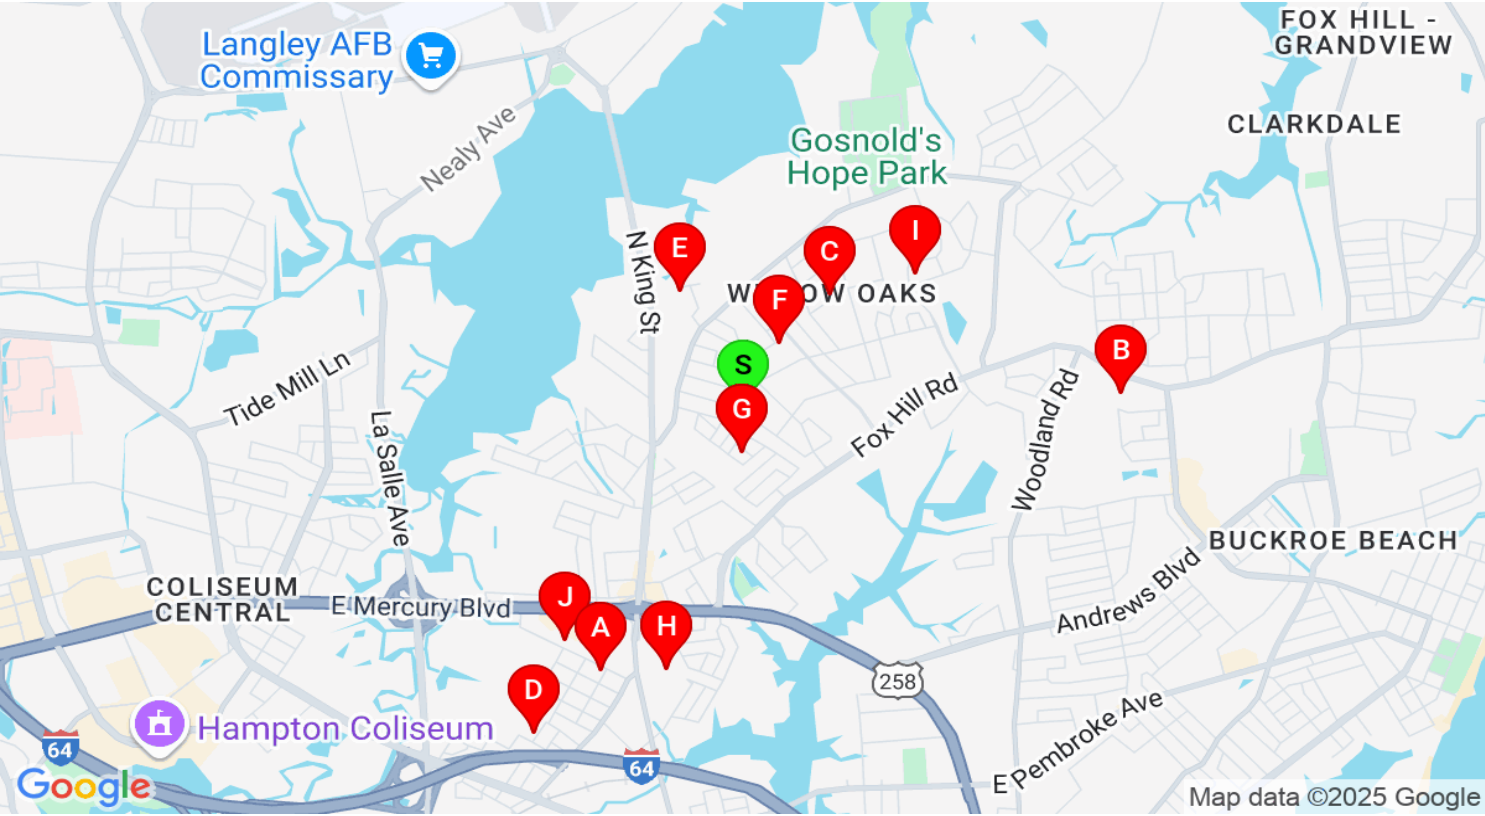 FOX HILL -
GRANDVIEW
Langley AFB
Commissary
CLARKDALE
Nealy Ave
Gosnold's
Hope Park
I
E
C
N King St
F
OW OAKS
B
S
Tide Mill Ln
G
Fox Hill Rd
Woodland Rd
La Salle Ave
BUCKROE BEACH
COLISEUM
CENTRAL
E Mercury Blvd
J
A
H
Andrews Blvd
D
258
E Pembroke Ave
Hampton Coliseum
64
64
Google
Map data ©2025 Google